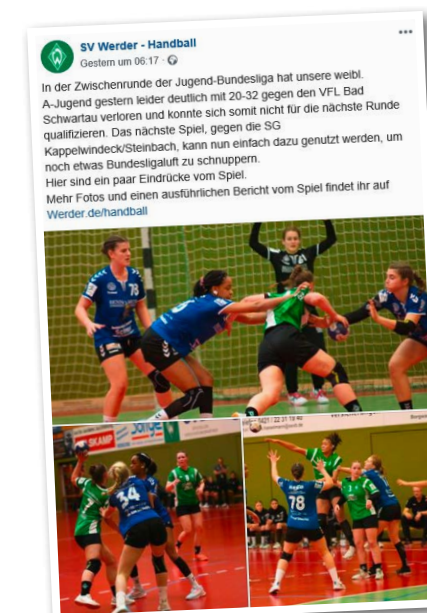 SV Werder - Handball
Gestern um 06:17 ·
In der Zwischenrunde der Jugend-Bundesliga hat unsere weibl.
A-Jugend gestern leider deutlich mit 20-32 gegen den VFL Bad
Schwartau verloren und konnte sich somit nicht für die nächste Runde
qualifizieren. Das nächste Spiel, gegen die SG
Kappelwindeck/Steinbach, kann nun einfach dazu genutzt werden, um
noch etwas Bundesligaluft zu schnuppern.
Hier sind ein paar Eindrücke vom Spiel.
Mehr Fotos und einen ausführlichen Bericht vom Spiel findet ihr auf
Werder.de/handball
78
34
78